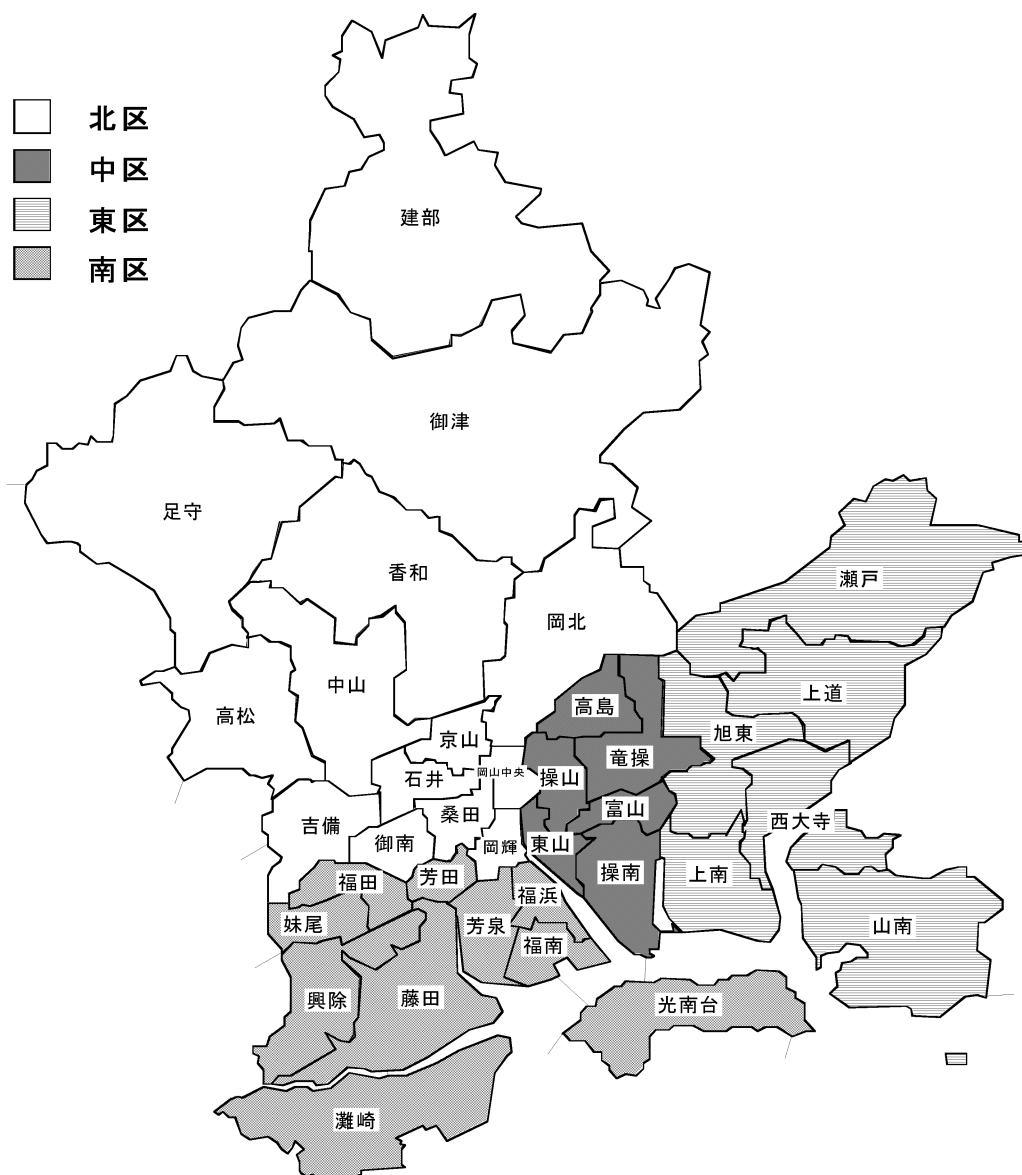 北区
中区
東区
南区
建部
御津
足守
香和
瀬戸
岡北
中山
上道
高松
高島
旭東
京山
竜操
岡山中央
石井
操山
富山
桑田
西大寺
吉備
御南
岡輝
東山
操南
上南
芳田
福田
福浜
妹尾
芳泉
山南
福南
興除
藤田
光南台
灘崎